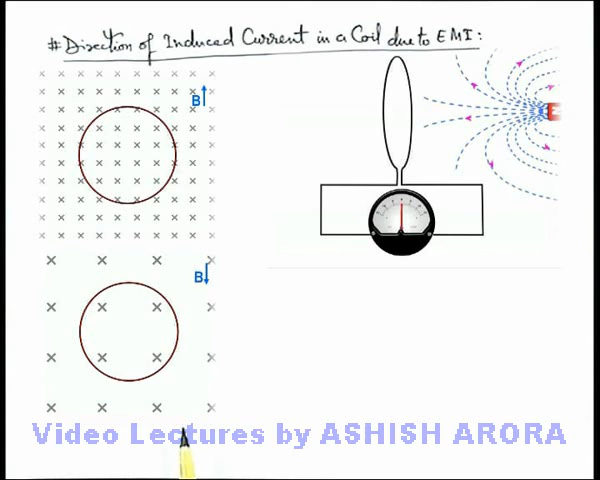 # Direction of Induced Current in a Coil due to EMI:
B↑
B↓
N
Video Lectures by ASHISH ARORA